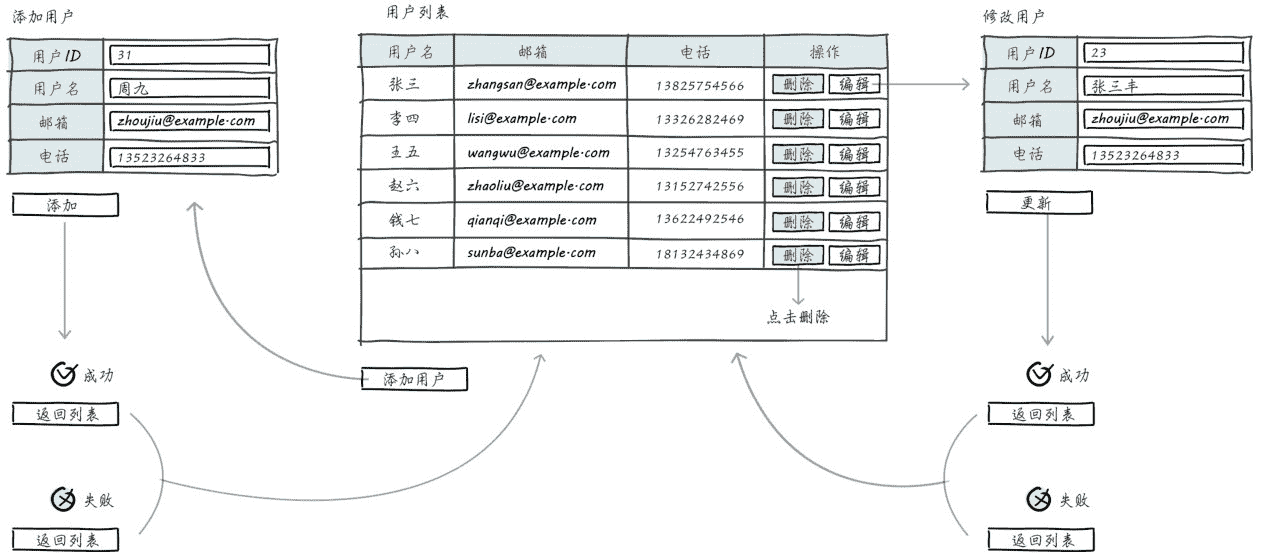 添加用户
用户ID 31
用户名 周九
邮箱 zhoujiu@example.com
电话 13523264833
添加
成功
返回列表
失败
返回列表
用户列表
用户名 邮箱 电话 操作
张三 zhangsan@example.com 13825754566 删除 编辑
李四 lisi@example.com 13326282469 删除 编辑
王五 wangwu@example.com 13254763455 删除 编辑
赵六 zhaoliu@example.com 13152742556 删除 编辑
钱七 qianqi@example.com 13622492546 删除 编辑
孙八 sunba@example.com 18132434869 删除 编辑
点击删除
添加用户
修改用户
用户ID 23
用户名 张三丰
邮箱 zhoujiu@example.com
电话 13523264833
更新
成功
返回列表
失败
返回列表